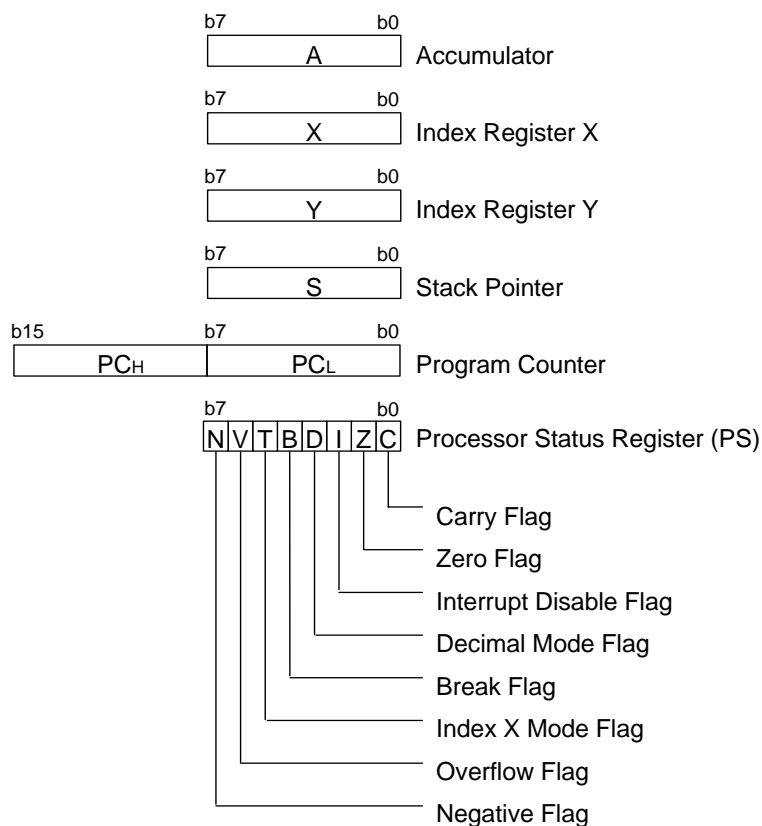 b7 b0
A Accumulator
b7 b0
X Index Register X
b7 b0
Y Index Register Y
b7 b0
S Stack Pointer
b15 b7 b0
PCH PCL Program Counter
b7 b0
N V T B D I Z C Processor Status Register (PS)
Carry Flag
Zero Flag
Interrupt Disable Flag
Decimal Mode Flag
Break Flag
Index X Mode Flag
Overflow Flag
Negative Flag